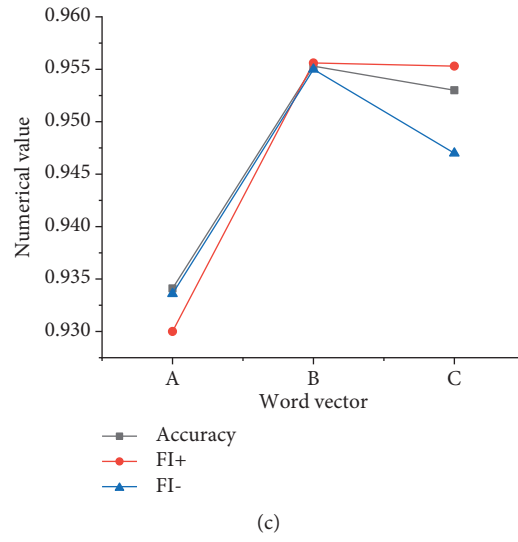 0.960
0.955
0.950
0.945
0.940
0.935
0.930
Numerical value
A B C
Word vector
Accuracy
FI+
FI-
(c)